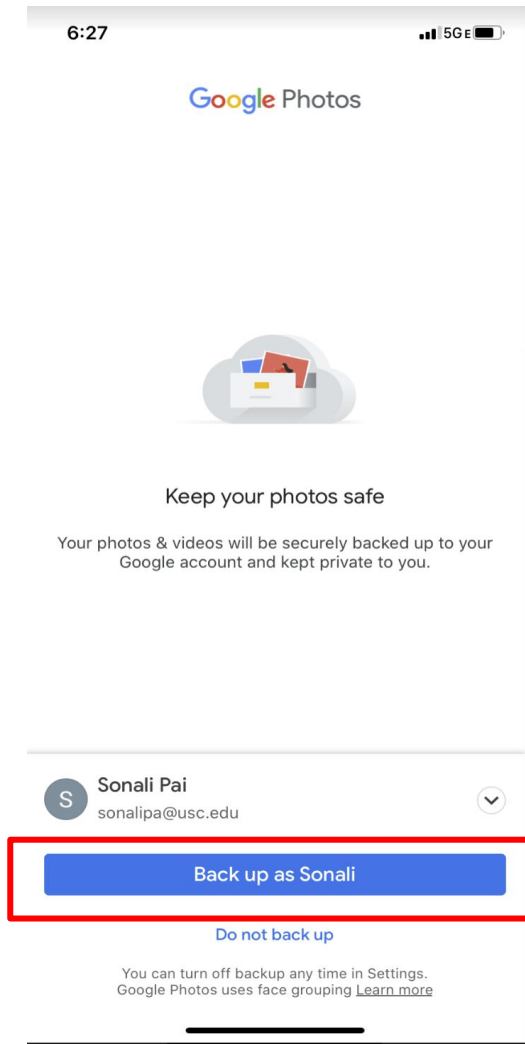 6:27 5GE
Google Photos
Keep your photos safe
Your photos & videos will be securely backed up to your
Google account and kept private to you.
S Sonali Pai
sonalipa@usc.edu
Back up as Sonali
Do not back up
You can turn off backup any time in Settings.
Google Photos uses face grouping Learn more